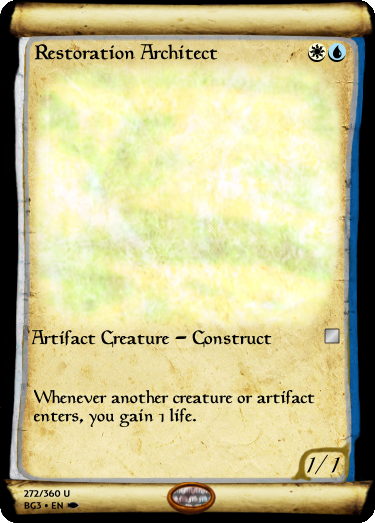 Restoration Architect
Artifact Creature – Construct
Whenever another creature or artifact
enters, you gain 1 life.
1/1
272/360 U
BG3 • EN